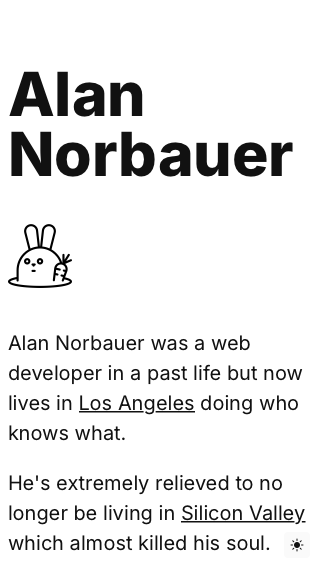 Alan
Norbauer
Alan Norbauer was a web
developer in a past life but now
lives in Los Angeles doing who
knows what.
He's extremely relieved to no
longer be living in Silicon Valley
which almost killed his soul.